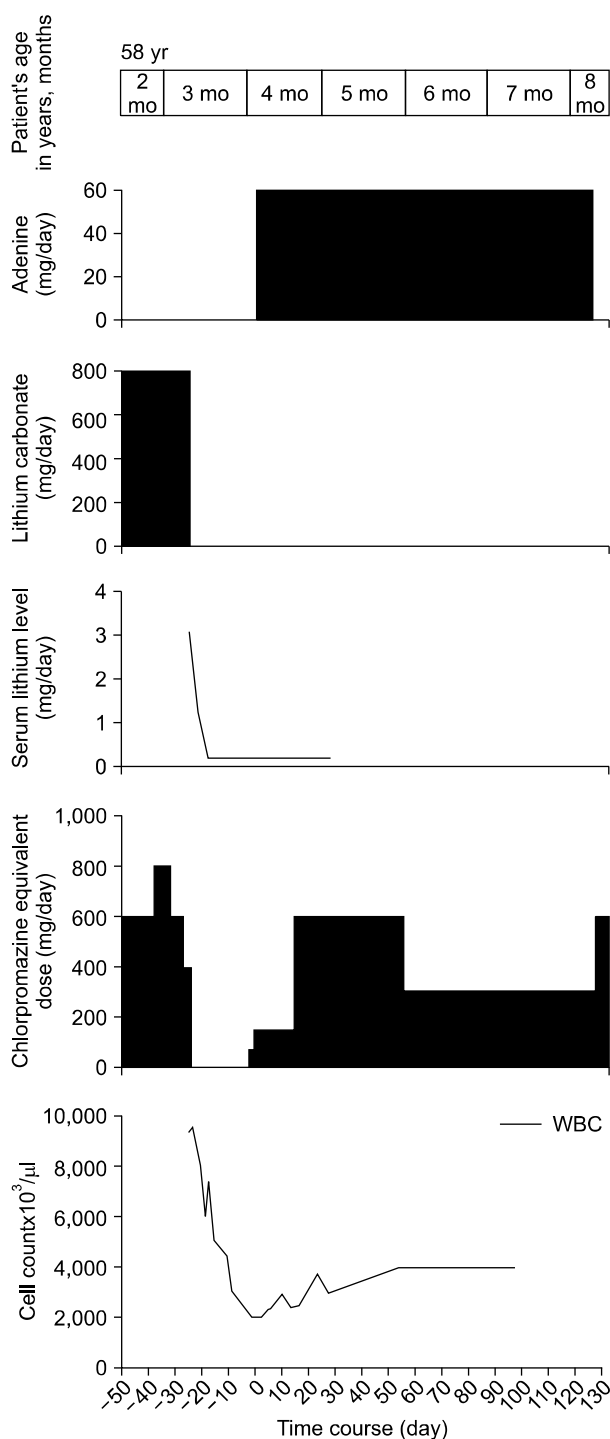 58 yr
Patient's age
in years, months
2
mo
3 mo
4 mo
5 mo
6 mo
7 mo
8
mo
Adenine
(mg/day)
60
40
20
0
Lithium carbonate
(mg/day)
800
600
400
200
0
Serum lithium level
(mg/day)
4
3
2
1
0
Chlorpromazine equivalent
dose (mg/day)
1,000
800
600
400
200
0
Cell countx10³/µl
10,000
8,000
6,000
4,000
2,000
0
WBC
−50 −40 −30 −20 −10 0 10 20 30 40 50 60 70 80 90 100 110 120 130
Time course (day)